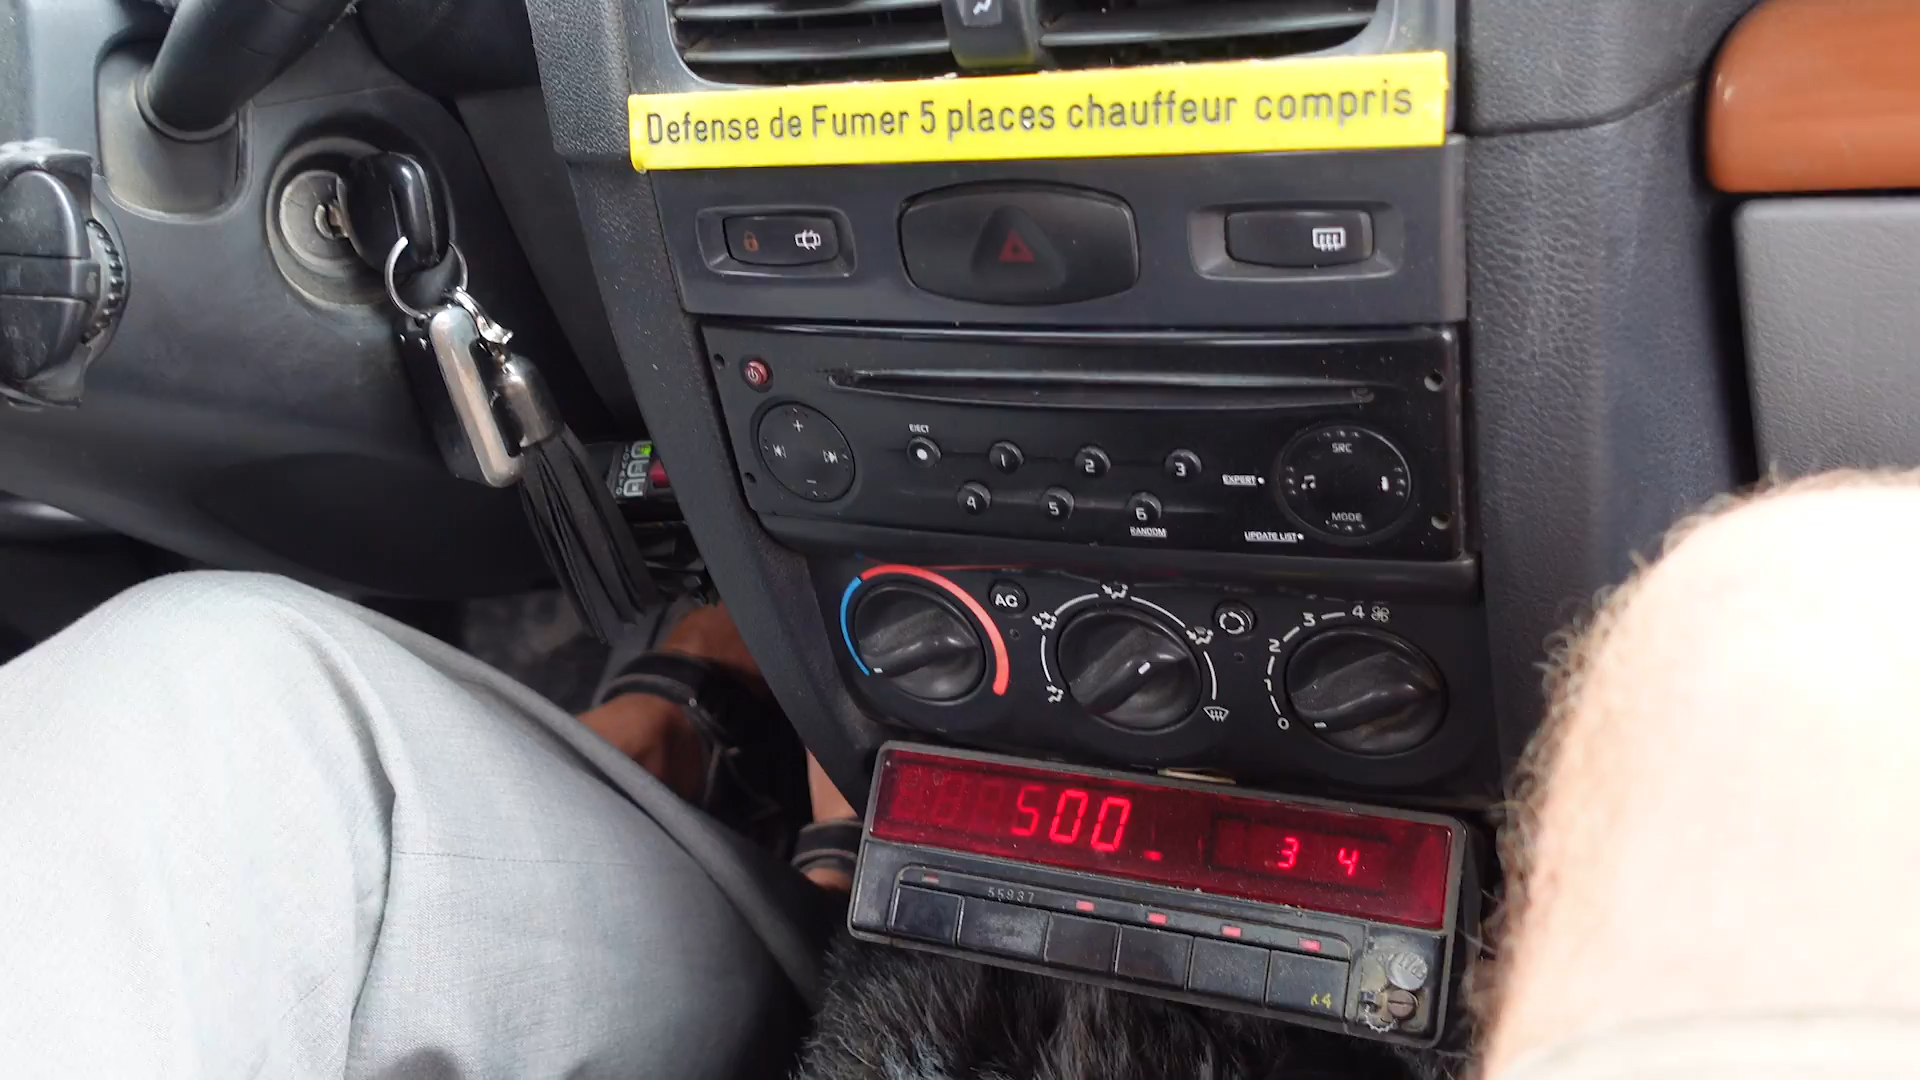 Defense de Fumer 5 places chauffeur compris
EJECT
1
2
3
4
5
6
RANDOM
EXPERT
UPDATE LIST
SRC
MODE
AC
0
1
2
3
4
500
3 4
55937
K4